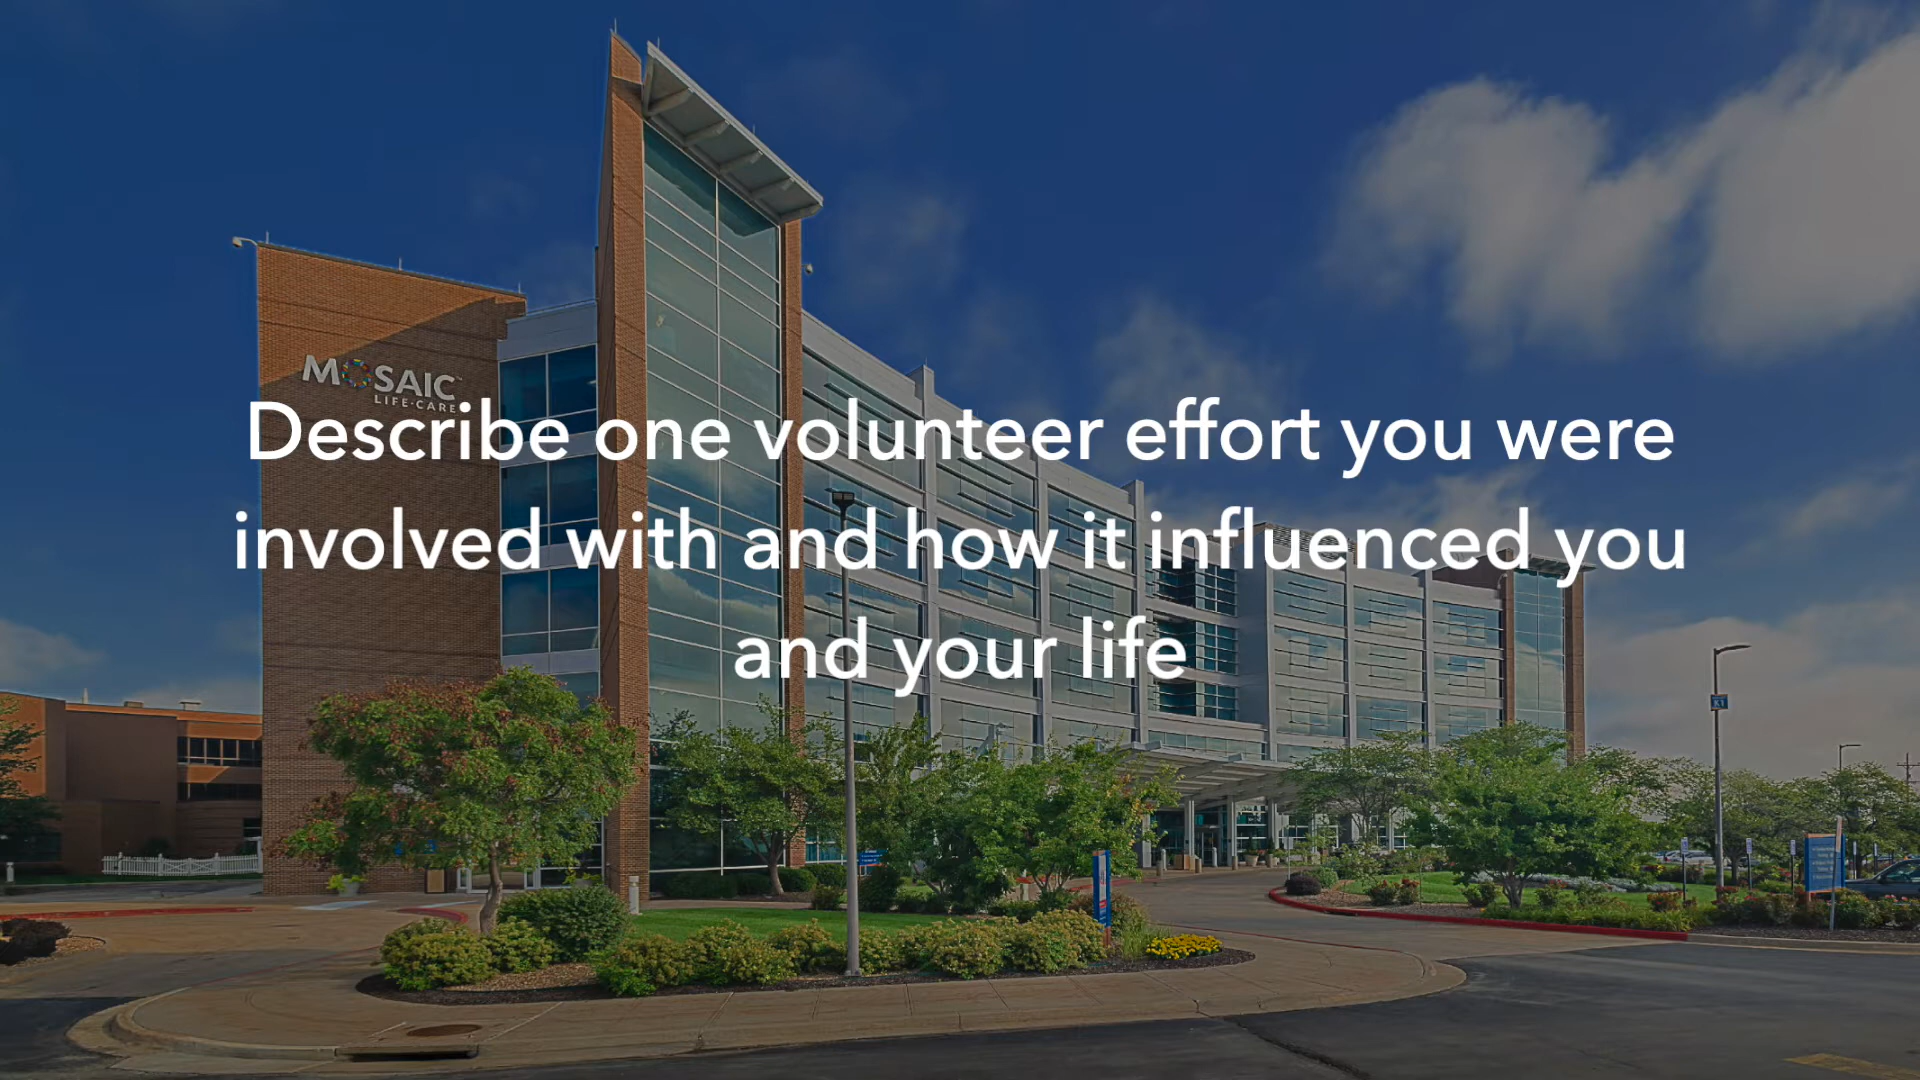 MOSAIC
LIFE·CARE
Describe one volunteer effort you were
involved with and how it influenced you
and your life